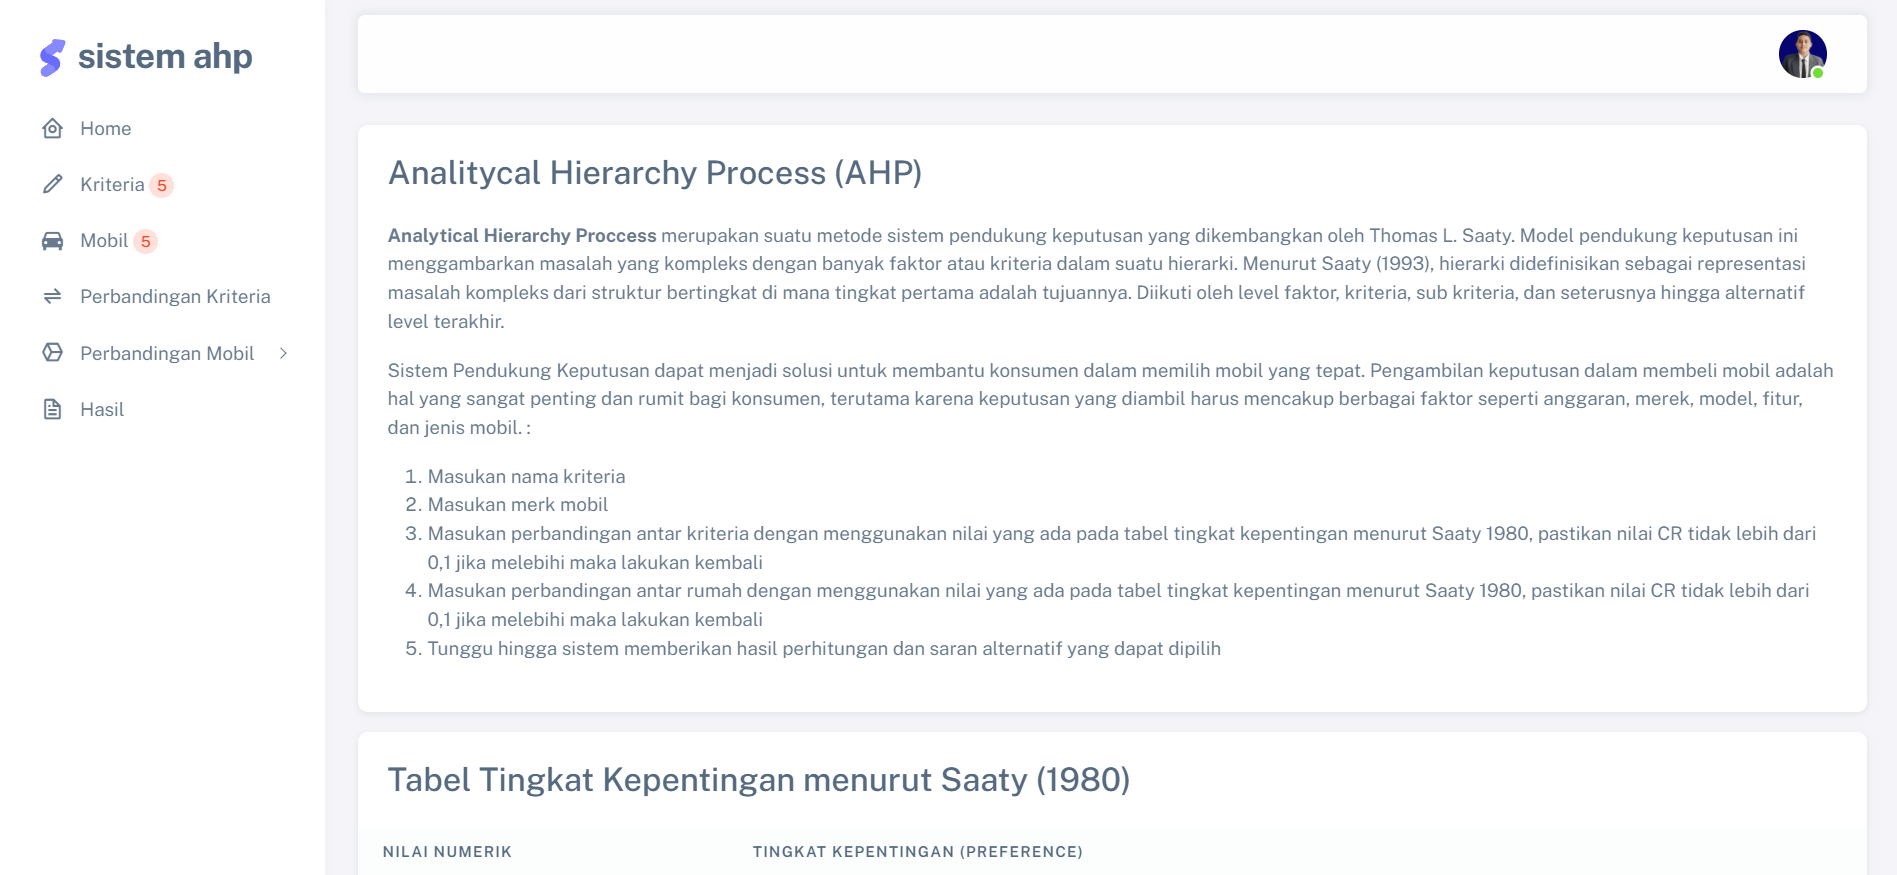 sistem ahp
Home
Kriteria 5
Mobil 5
Perbandingan Kriteria
Perbandingan Mobil
Hasil
Analitycal Hierarchy Process (AHP)
Analytical Hierarchy Proccess merupakan suatu metode sistem pendukung keputusan yang dikembangkan oleh Thomas L. Saaty. Model pendukung keputusan ini
menggambarkan masalah yang kompleks dengan banyak faktor atau kriteria dalam suatu hierarki. Menurut Saaty (1993), hierarki didefinisikan sebagai representasi
masalah kompleks dari struktur bertingkat di mana tingkat pertama adalah tujuannya. Diikuti oleh level faktor, kriteria, sub kriteria, dan seterusnya hingga alternatif
level terakhir.
Sistem Pendukung Keputusan dapat menjadi solusi untuk membantu konsumen dalam memilih mobil yang tepat. Pengambilan keputusan dalam membeli mobil adalah
hal yang sangat penting dan rumit bagi konsumen, terutama karena keputusan yang diambil harus mencakup berbagai faktor seperti anggaran, merek, model, fitur,
dan jenis mobil. :
1. Masukan nama kriteria
2. Masukan merk mobil
3. Masukan perbandingan antar kriteria dengan menggunakan nilai yang ada pada tabel tingkat kepentingan menurut Saaty 1980, pastikan nilai CR tidak lebih dari
0,1 jika melebihi maka lakukan kembali
4. Masukan perbandingan antar rumah dengan menggunakan nilai yang ada pada tabel tingkat kepentingan menurut Saaty 1980, pastikan nilai CR tidak lebih dari
0,1 jika melebihi maka lakukan kembali
5. Tunggu hingga sistem memberikan hasil perhitungan dan saran alternatif yang dapat dipilih
Tabel Tingkat Kepentingan menurut Saaty (1980)
NILAI NUMERIK
TINGKAT KEPENTINGAN (PREFERENCE)